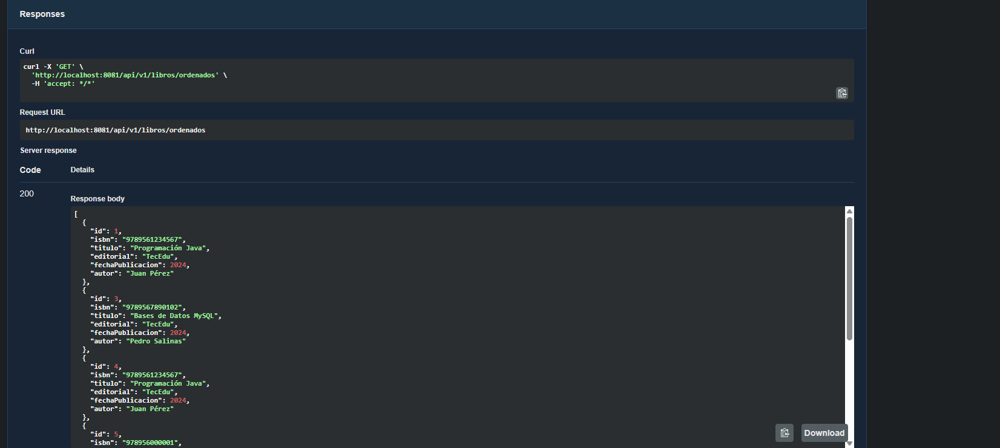 Responses
Curl
curl -X 'GET' \
'http://localhost:8081/api/v1/libros/ordenados' \
-H 'accept: */*'
Request URL
http://localhost:8081/api/v1/libros/ordenados
Server response
Code Details
200
Response body
[
{
"id": 1,
"isbn": "9789561234567",
"titulo": "Programación Java",
"editorial": "TecEdu",
"fechaPublicacion": 2024,
"autor": "Juan Pérez"
},
{
"id": 3,
"isbn": "9789567890102",
"titulo": "Bases de Datos MySQL",
"editorial": "TecEdu",
"fechaPublicacion": 2024,
"autor": "Pedro Salinas"
},
{
"id": 4,
"isbn": "9789561234567",
"titulo": "Programación Java",
"editorial": "TecEdu",
"fechaPublicacion": 2024,
"autor": "Juan Pérez"
},
{
"id": 5,
"isbn": "978956000001",
Download